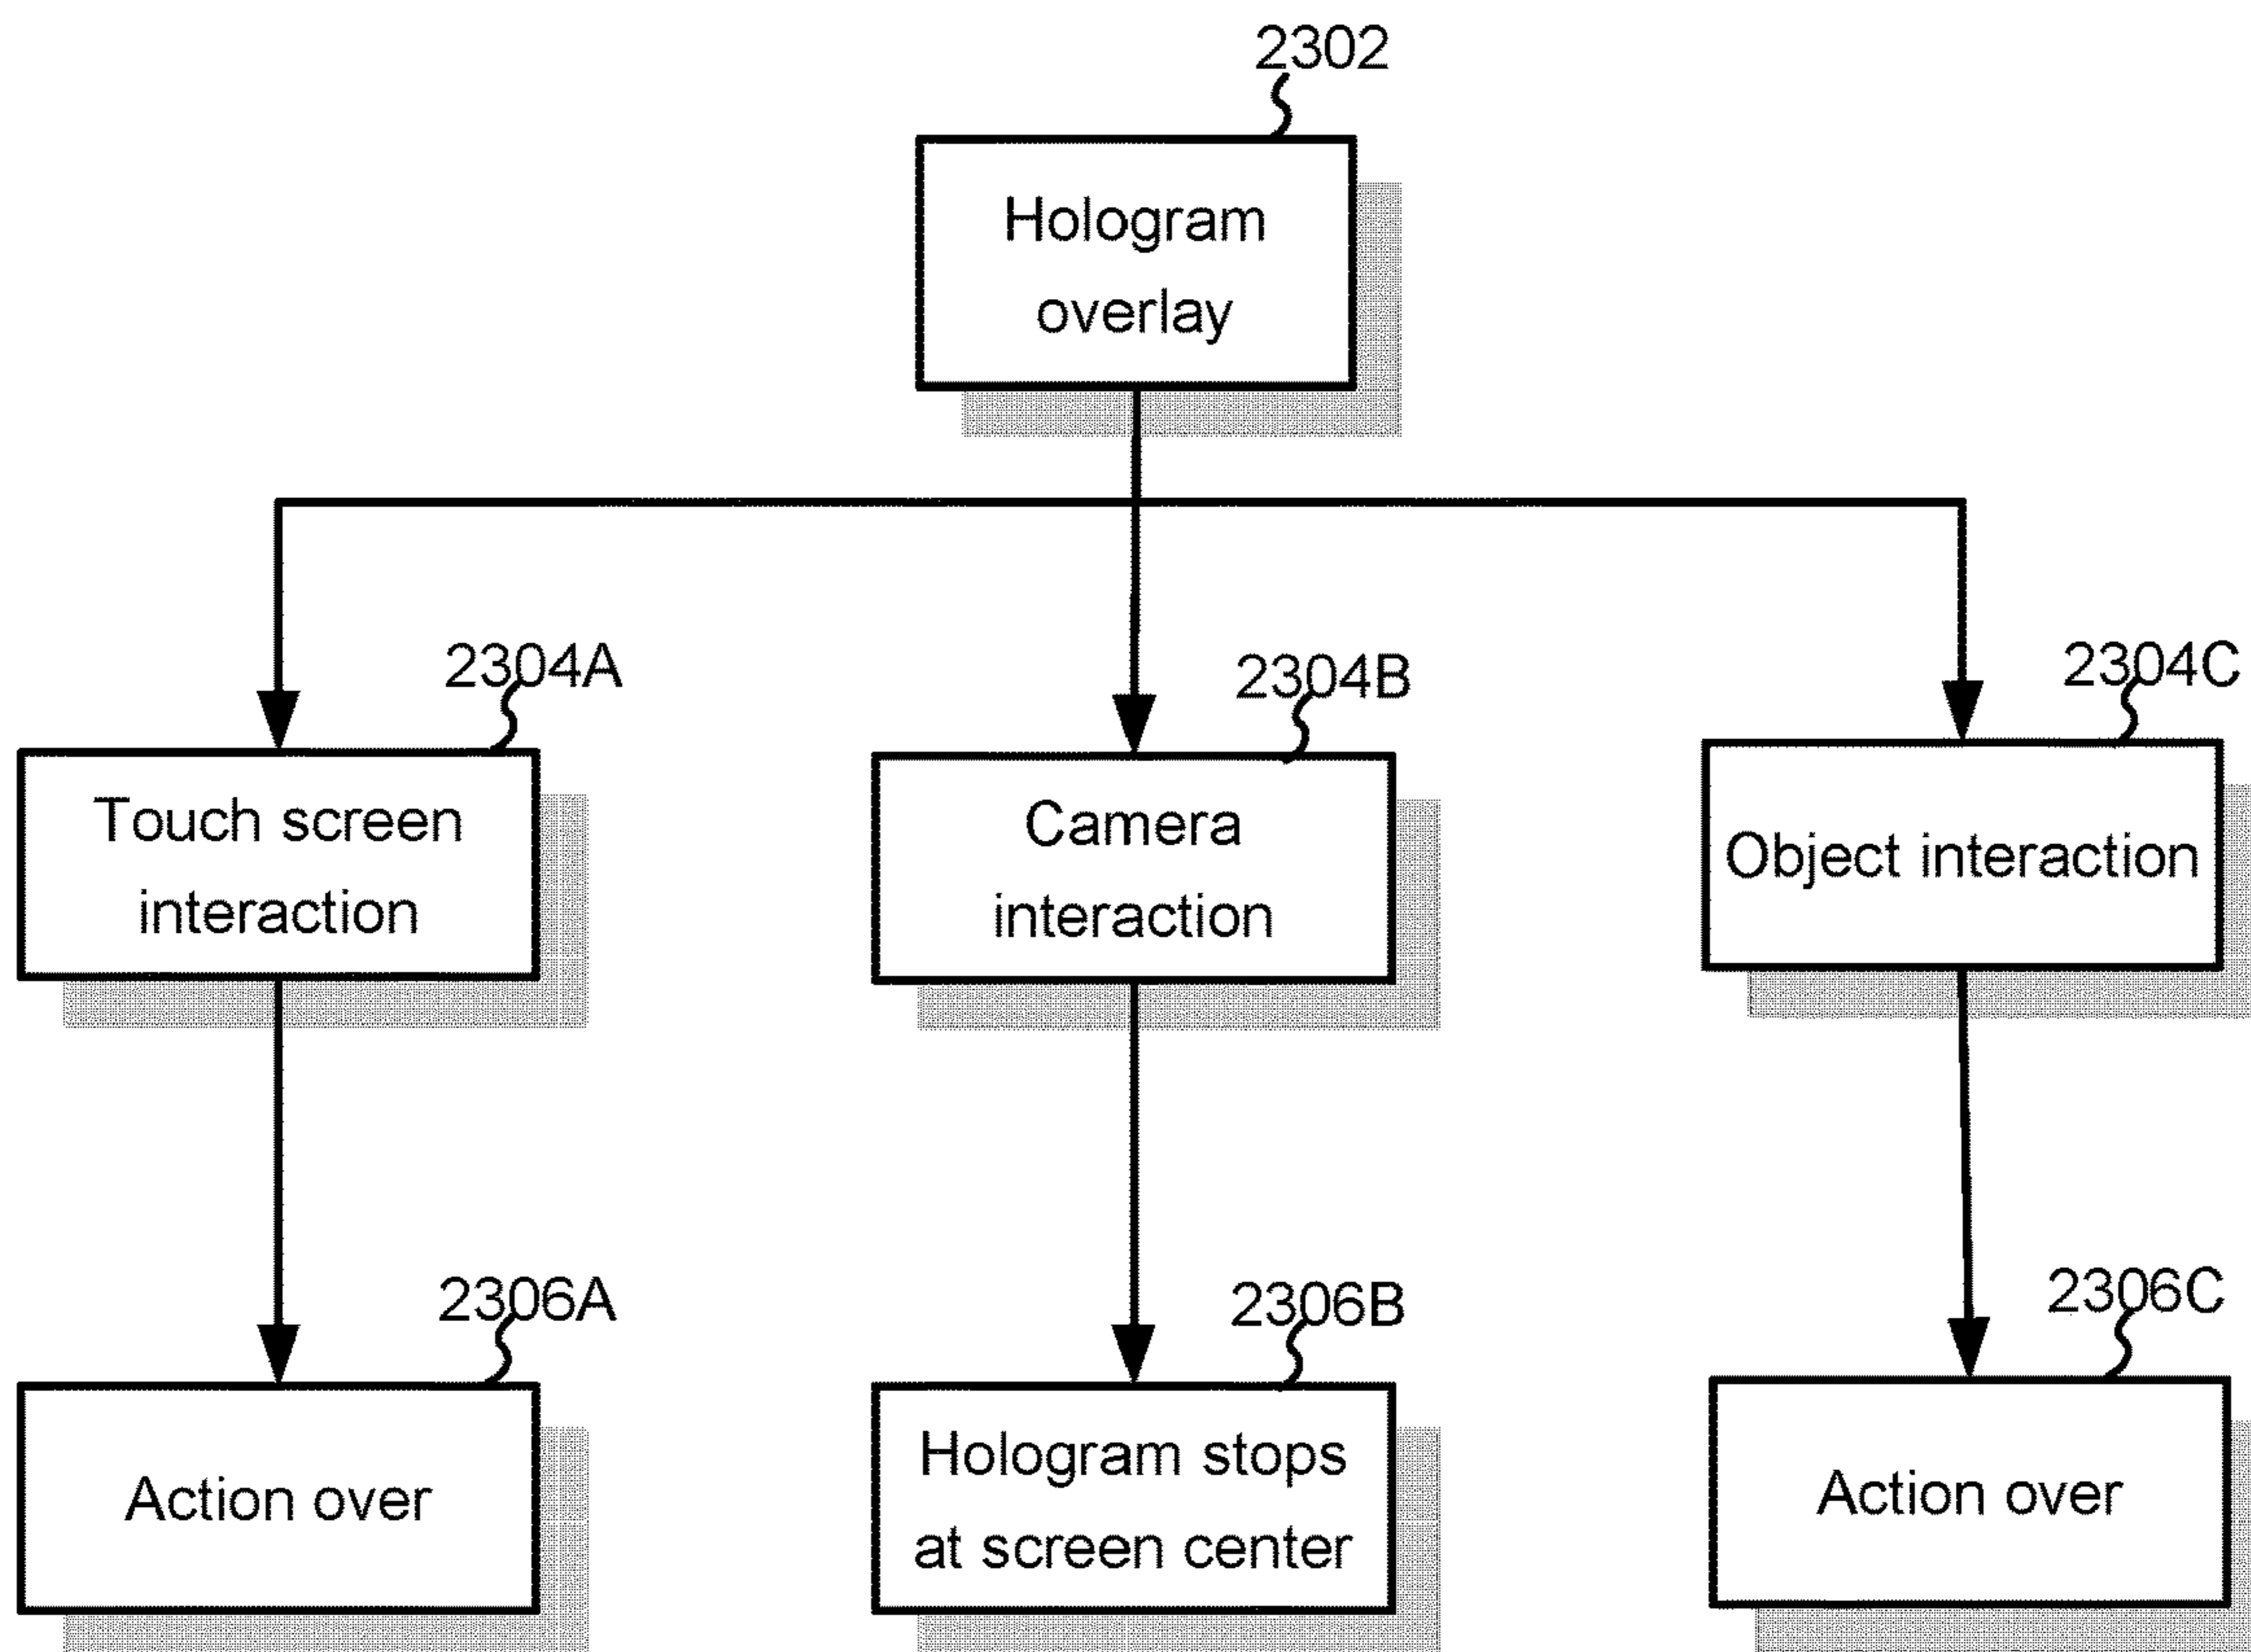 2302
Hologram
overlay
2304A
2304B
2304C
Touch screen
interaction
Camera
interaction
Object interaction
2306A
2306B
2306C
Action over
Hologram stops
at screen center
Action over